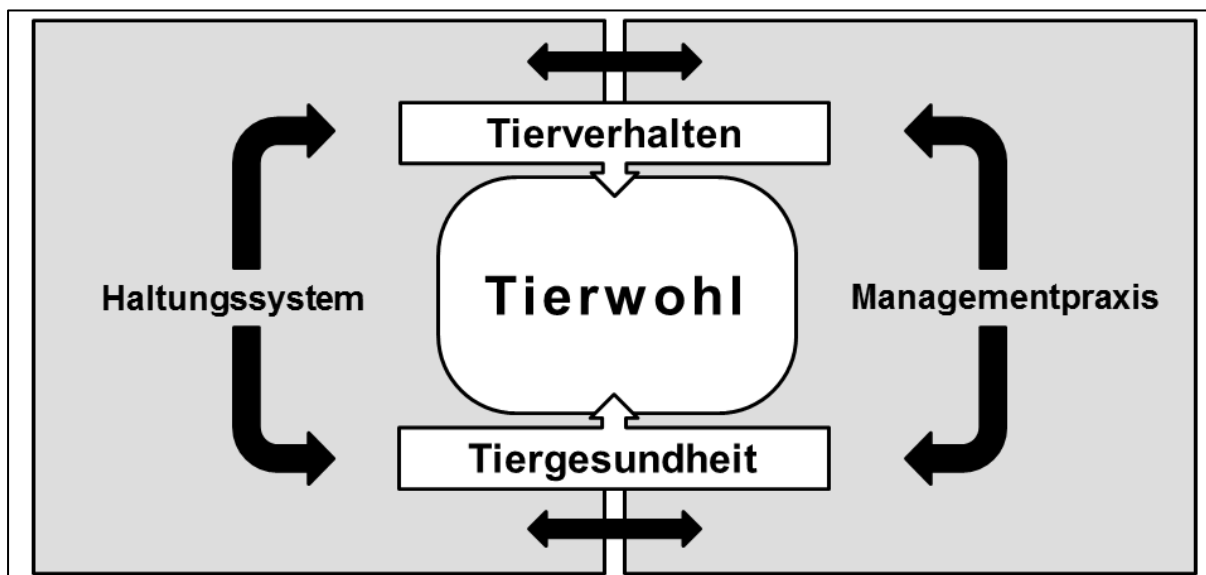 Tierverhalten
Haltungssystem
Tierwohl
Managementpraxis
Tiergesundheit